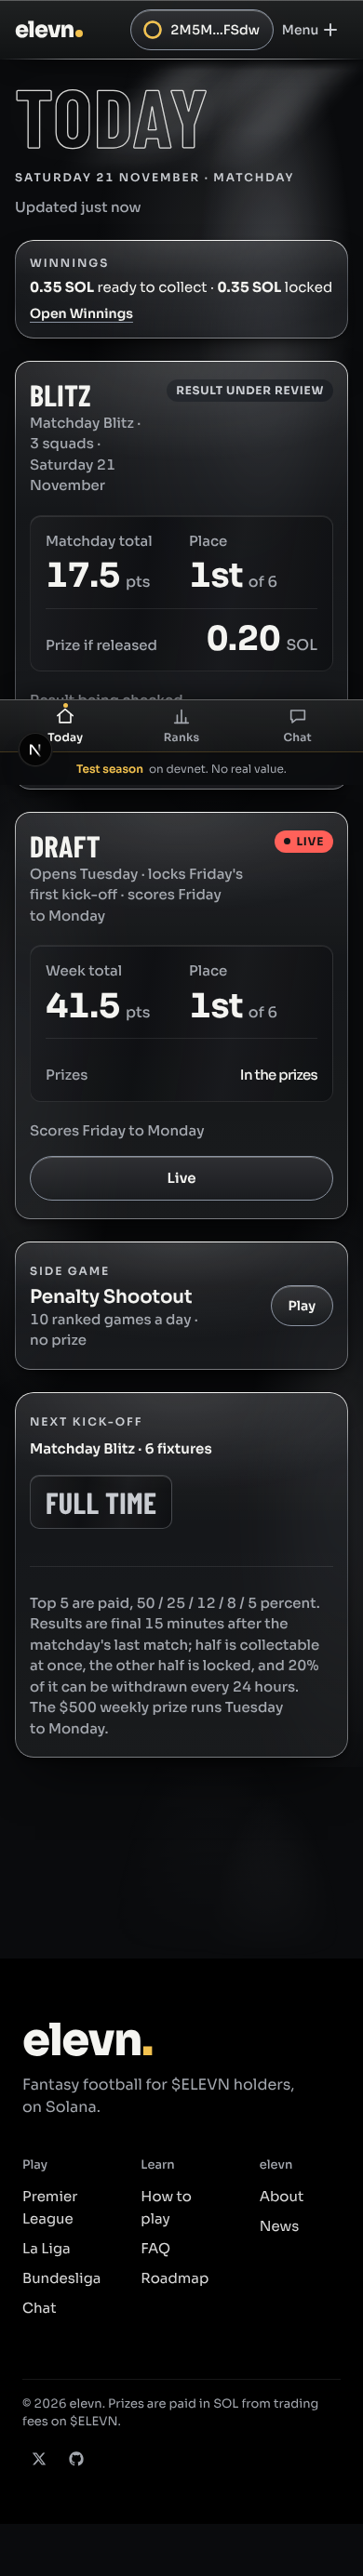 elevn.
2M5M...FSdw
Menu
TODAY
SATURDAY 21 NOVEMBER · MATCHDAY
Updated just now
WINNINGS
0.35 SOL ready to collect · 0.35 SOL locked
Open Winnings
BLITZ
RESULT UNDER REVIEW
Matchday Blitz ·
3 squads ·
Saturday 21
November
Matchday total
Place
17.5 pts
1st of 6
Prize if released
0.20 SOL
Result being checked
Today
Ranks
Chat
N
Test season on devnet. No real value.
DRAFT
LIVE
Opens Tuesday · locks Friday's
first kick-off · scores Friday
to Monday
Week total
Place
41.5 pts
1st of 6
Prizes
In the prizes
Scores Friday to Monday
Live
SIDE GAME
Penalty Shootout
10 ranked games a day ·
no prize
Play
NEXT KICK-OFF
Matchday Blitz · 6 fixtures
FULL TIME
Top 5 are paid, 50 / 25 / 12 / 8 / 5 percent.
Results are final 15 minutes after the
matchday's last match; half is collectable
at once, the other half is locked, and 20%
of it can be withdrawn every 24 hours.
The $500 weekly prize runs Tuesday
to Monday.
elevn.
Fantasy football for $ELEVN holders,
on Solana.
Play
Learn
elevn
Premier
League
How to
play
About
La Liga
FAQ
News
Bundesliga
Roadmap
Chat
© 2026 elevn. Prizes are paid in SOL from trading
fees on $ELEVN.